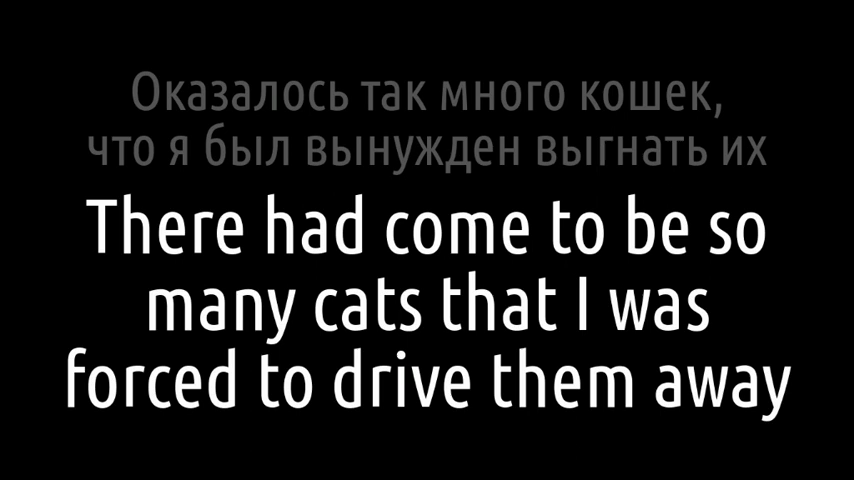 Оказалось так много кошек,
что я был вынужден выгнать их
There had come to be so
many cats that I was
forced to drive them away